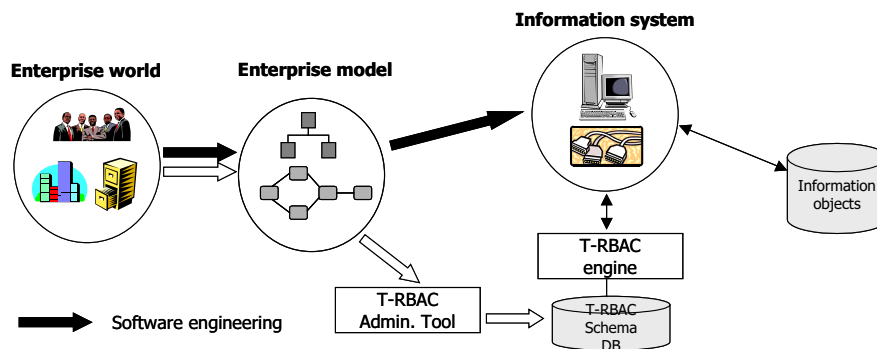 Information system
Enterprise world
Enterprise model
Information
objects
T-RBAC
engine
T-RBAC
Admin. Tool
T-RBAC
Schema
DB
Software engineering